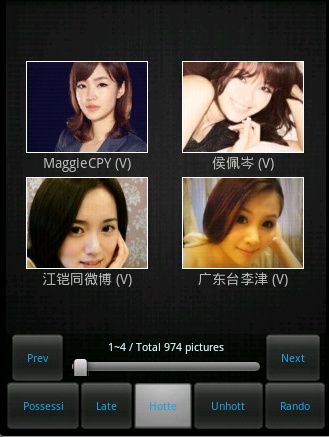 MaggieCPY (V)
侯佩岑 (V)
江铠同微博 (V)
广东台李津 (V)
1~4 / Total 974 pictures
Prev
Next
Possessi
Late
Hotte
Unhott
Rando